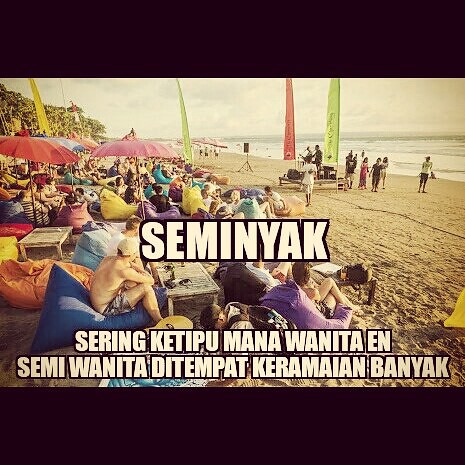 SEMINYAK
SERING KETIPU MANA WANITA EN
SEMI WANITA DITEMPAT KERAMAIAN BANYAK